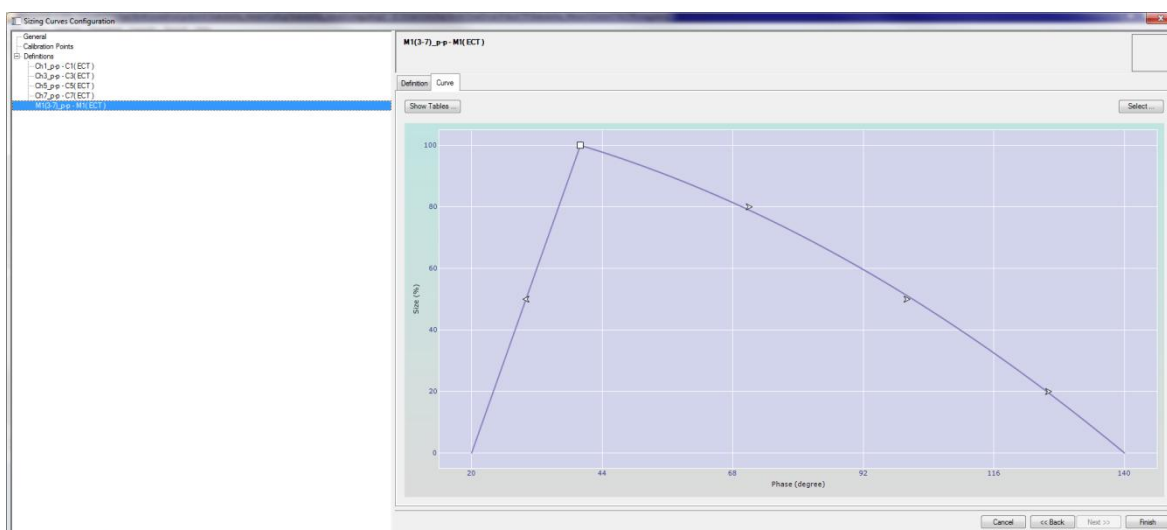 Sizing Curves Configuration
General
Calibration Points
Definitions
Ch1_p-p - C1( ECT )
Ch3_p-p - C3( ECT )
Ch5_p-p - C5( ECT )
Ch7_p-p - C7( ECT )
M1(3-7)_p-p - M1( ECT )
M1(3-7)_p-p - M1( ECT )
Definition Curve
Show Tables ... Select ...
100
80
60
40
20
0
Size (%)
20 44 68 92 116 140
Phase (degree)
Cancel << Back Next >> Finish